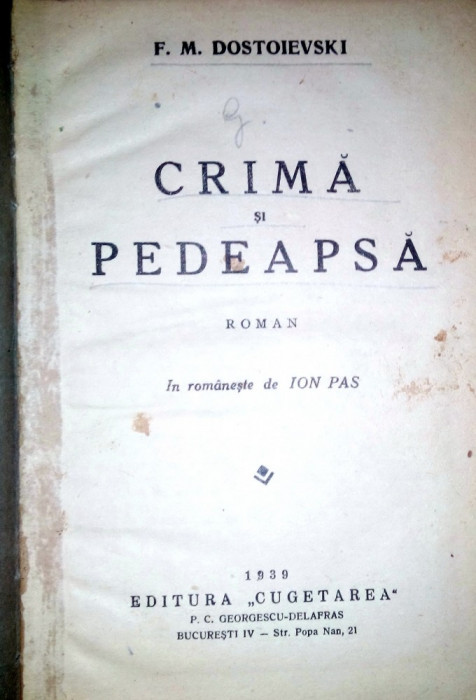 F. M. DOSTOIEVSKI
G.
CRIMĂ
ŞI
PEDEAPSĂ
ROMAN
In româneşte de ION PAS
1939
EDITURA „CUGETAREA“
P. C. GEORGESCU-DELAFRAS
BUCUREŞTI IV — Str. Popa Nan, 21